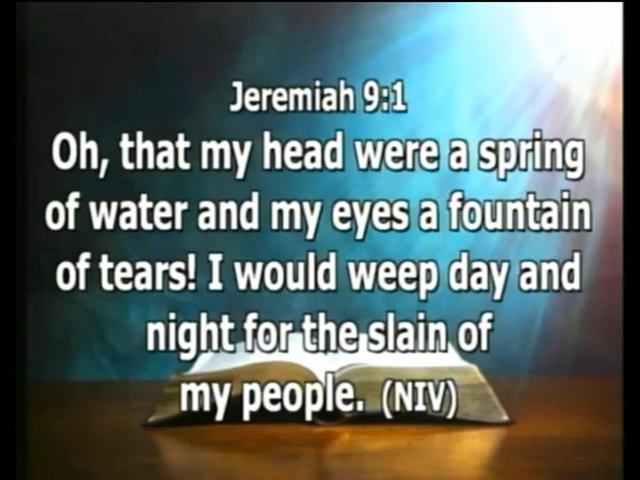 Jeremiah 9:1
Oh, that my head were a spring
of water and my eyes a fountain
of tears! I would weep day and
night for the slain of
my people. (NIV)